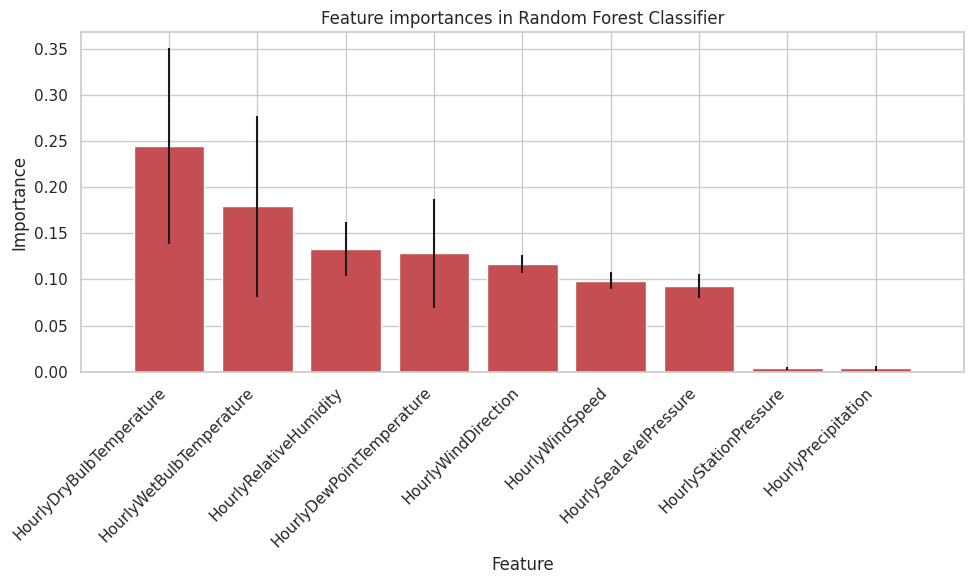 Feature importances in Random Forest Classifier
Importance
0.35
0.30
0.25
0.20
0.15
0.10
0.05
0.00
HourlyDryBulbTemperature
HourlyWetBulbTemperature
HourlyRelativeHumidity
HourlyDewPointTemperature
HourlyWindDirection
HourlyWindSpeed
HourlySeaLevelPressure
HourlyStationPressure
HourlyPrecipitation
Feature